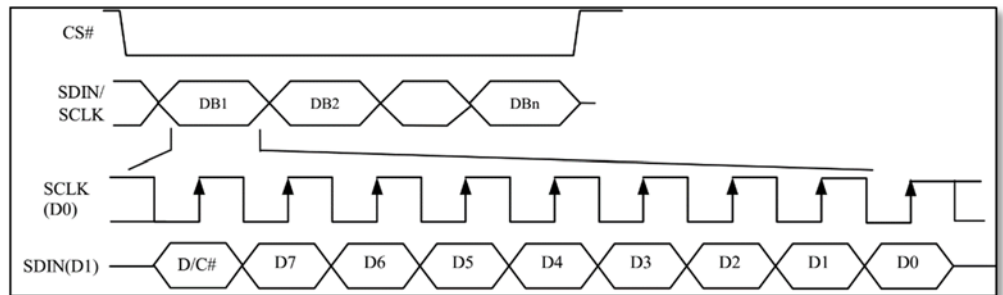 CS#
SDIN/
SCLK
DB1 DB2 DBn
SCLK
(D0)
SDIN(D1) D/C# D7 D6 D5 D4 D3 D2 D1 D0